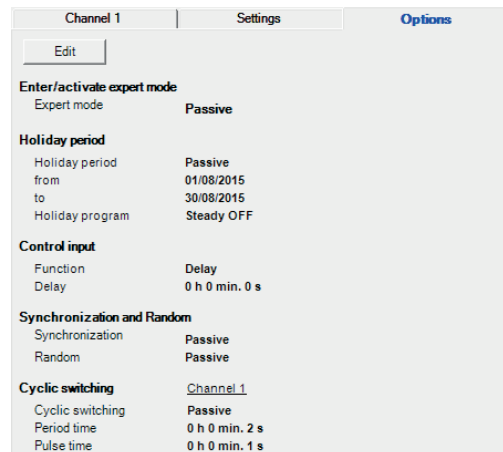 Channel 1 Settings Options
Edit
Enter/activate expert mode
Expert mode Passive
Holiday period
Holiday period Passive
from 01/08/2015
to 30/08/2015
Holiday program Steady OFF
Control input
Function Delay
Delay 0 h 0 min. 0 s
Synchronization and Random
Synchronization Passive
Random Passive
Cyclic switching Channel 1
Cyclic switching Passive
Period time 0 h 0 min. 2 s
Pulse time 0 h 0 min. 1 s